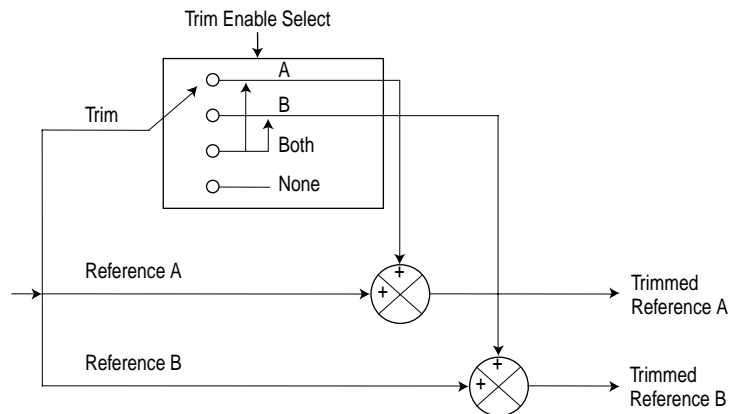 Trim Enable Select
A
Trim
B
Both
None
Reference A
+
+
Trimmed
Reference A
Reference B
+
+
Trimmed
Reference B